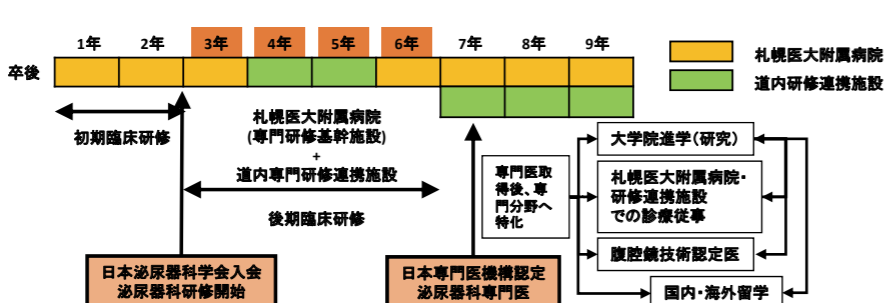 1年 2年 3年 4年 5年 6年 7年 8年 9年
卒後
札幌医大附属病院
道内研修連携施設
初期臨床研修
札幌医大附属病院
(専門研修基幹施設)
+
道内専門研修連携施設
後期臨床研修
専門医取
得後、専
門分野へ
特化
大学院進学(研究)
札幌医大附属病院・
研修連携施設
での診療従事
腹腔鏡技術認定医
国内・海外留学
日本泌尿器科学会入会
泌尿器科研修開始
日本専門医機構認定
泌尿器科専門医